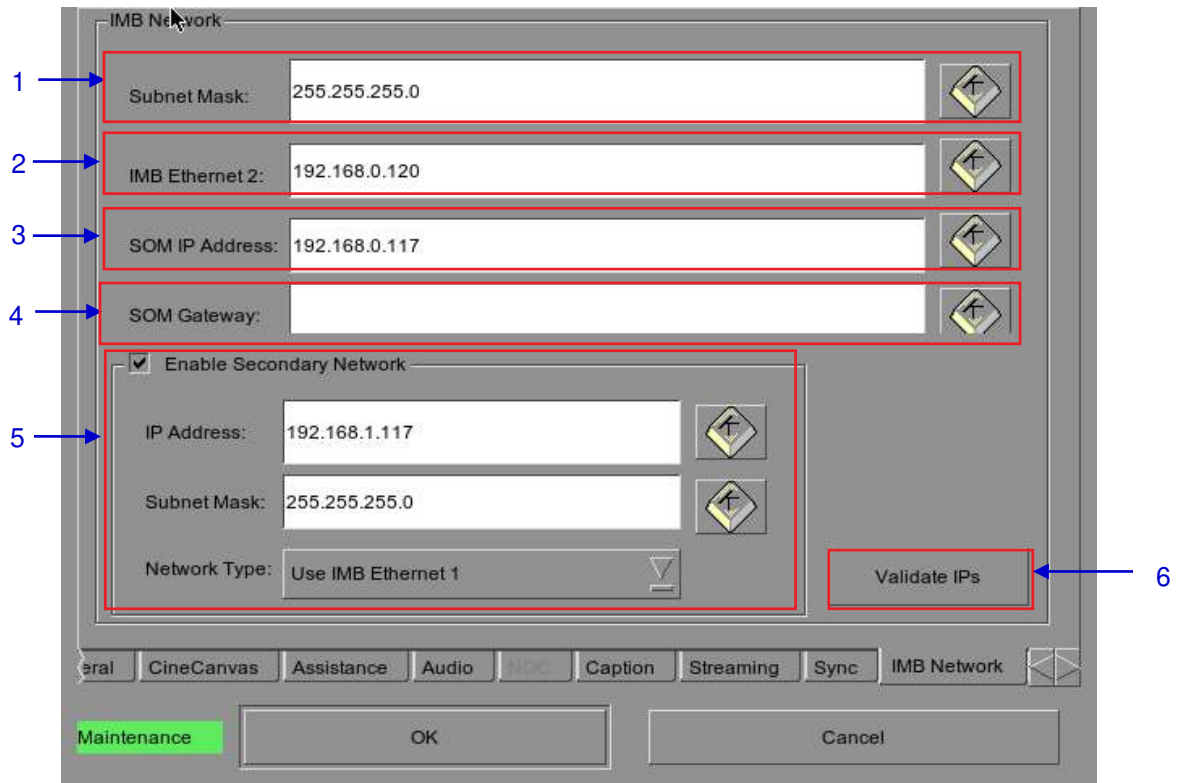 IMB Network
1
Subnet Mask: 255.255.255.0
2
IMB Ethernet 2: 192.168.0.120
3
SOM IP Address: 192.168.0.117
4
SOM Gateway:
Enable Secondary Network
5
IP Address: 192.168.1.117
Subnet Mask: 255.255.255.0
Network Type: Use IMB Ethernet 1
Validate IPs
6
eral CineCanvas Assistance Audio NOC Caption Streaming Sync IMB Network
Maintenance OK Cancel